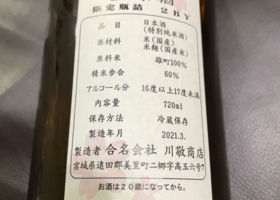 限定瓶詰 2BY
品目 日本酒
(特別純米酒)
原材料 米(国産)
米麹(国産米)
原料米 雄町100%
精米歩合 60%
アルコール分 16度以上17度未満
内容量 720ml
保存方法 冷蔵保存
製造年月 2021.3.
製造者 合名会社 川敬商店
宮城県遠田郡美里町二郷字高玉六号7
お酒は20歳になってから。